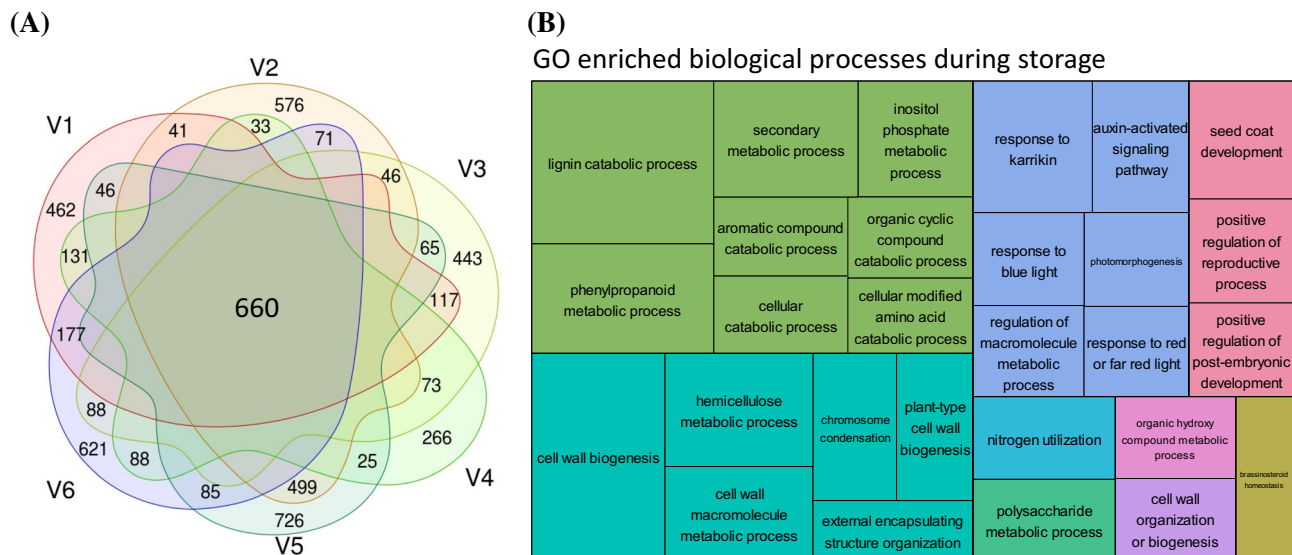 (A)
V1
V2
V3
V4
V5
V6
576
41
33
71
46
46
462
65
443
131
117
660
177
73
88
266
621
88
25
85
499
726
(B)
GO enriched biological processes during storage
lignin catabolic process
secondary
metabolic process
inositol
phosphate
metabolic
process
aromatic compound
catabolic process
organic cyclic
compound
catabolic process
phenylpropanoid
metabolic process
cellular
catabolic process
cellular modified
amino acid
catabolic process
cell wall biogenesis
hemicellulose
metabolic process
chromosome
condensation
plant-type
cell wall
biogenesis
cell wall
macromolecule
metabolic process
external encapsulating
structure organization
response to
karrikin
auxin-activated
signaling
pathway
response to
blue light
photomorphogenesis
regulation of
macromolecule
metabolic
process
response to red
or far red light
seed coat
development
positive
regulation of
reproductive
process
positive
regulation of
post-embryonic
development
nitrogen utilization
organic hydroxy
compound metabolic
process
brassinosteroid
homeostasis
polysaccharide
metabolic process
cell wall
organization
or biogenesis